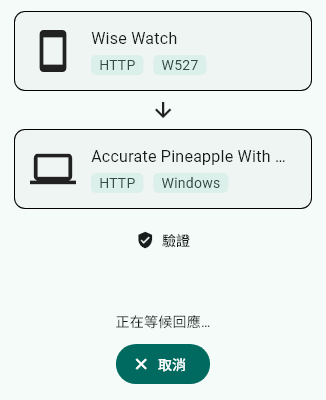 Wise Watch
HTTP W527
Accurate Pineapple With ...
HTTP Windows
驗證
正在等候回應…
取消